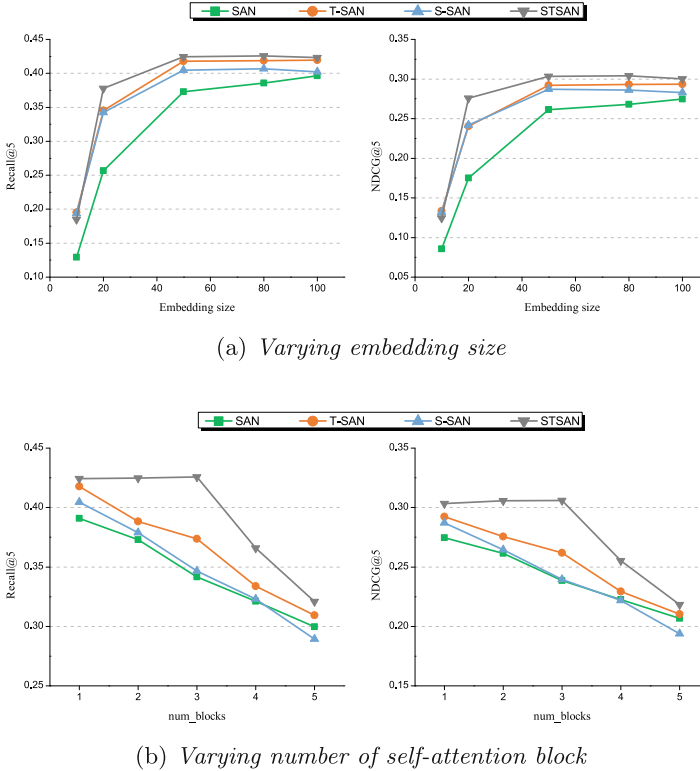 SAN T-SAN S-SAN STSAN
0.45
0.40
0.35
0.30
0.25
0.20
0.15
0.10
Recall@5
0 20 40 60 80 100
Embedding size
0.35
0.30
0.25
0.20
0.15
0.10
0.05
NDCG@5
0 20 40 60 80 100
Embedding size
(a) Varying embedding size
SAN T-SAN S-SAN STSAN
0.45
0.40
0.35
0.30
0.25
Recall@5
1 2 3 4 5
num_blocks
0.35
0.30
0.25
0.20
0.15
NDCG@5
1 2 3 4 5
num_blocks
(b) Varying number of self-attention block